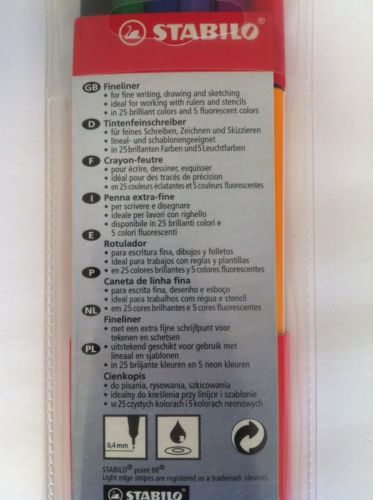 STABILO
GB Fineliner
• for fine writing, drawing and sketching
• ideal for working with rulers and stencils
• in 25 brilliant colors and 5 fluorescent colors
D Tintenfeinschreiber
• für feines Schreiben, Zeichnen und Skizzieren
• lineal- und schablonengeeignet
• in 25 brillanten Farben und 5 Leuchtfarben
F Crayon-feutre
• pour écrire, dessiner, esquisser
• idéal pour des tracés de précision
• en 25 couleurs éclatantes et 5 couleurs fluorescentes
I Penna extra-fine
• per scrivere e disegnare
• ideale per lavori con righello
• disponibile in 25 brillanti colori e
E 5 colori fluorescenti
Rotulador
• para escritura fina, dibujos y folletos
• ideal para trabajos con reglas y plantillas
P • en 25 colores brillantes y 5 colores fluorescentes
Caneta de linha fina
• para escrita fina, desenho e esboço
• ideal para trabalhos com régua e stencil
NL • em 25 cores brilhantes e 5 cores fluorescentes
Fineliner
• met een extra fijne schrijfpunt voor
tekenen en schetsen
PL • uitstekend geschikt voor gebruik met
lineaal en sjablonen
• in 25 briljante kleuren en 5 neon kleuren
Cienkopis
• do pisania, rysowania, szkicowania
• idealny do kreślenia przy linijce i szablonie
• w 25 czystych kolorach i 5 kolorach neonowych
0,4 mm
STABILO® point 88®
Light edge stripes are registered as a trademark (device).
STABILO